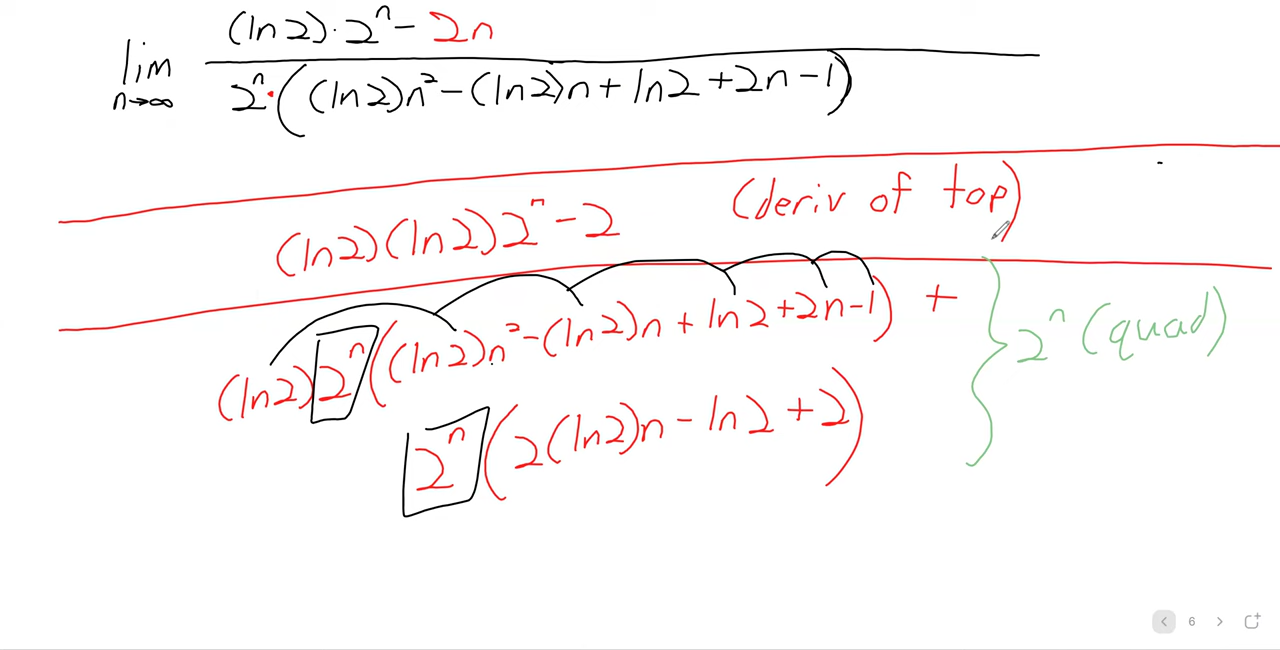 lim n→∞ ((ln2)·2ⁿ - 2n) / (2ⁿ·((ln2)n² - (ln2)n + ln2 + 2n - 1))
(ln2)(ln2)2ⁿ - 2 (deriv of top)
(ln2)2ⁿ((ln2)n² - (ln2)n + ln2 + 2n - 1) +
2ⁿ(2(ln2)n - ln2 + 2)
2ⁿ(quad)
6